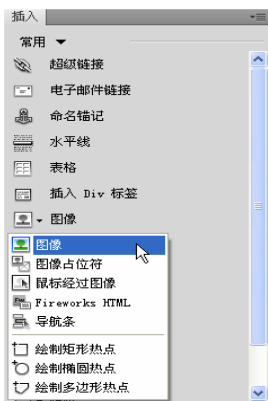 插入
常用
超级链接
电子邮件链接
命名锚记
水平线
表格
插入 Div 标签
图像
图像
图像占位符
鼠标经过图像
Fireworks HTML
导航条
绘制矩形热点
绘制椭圆热点
绘制多边形热点